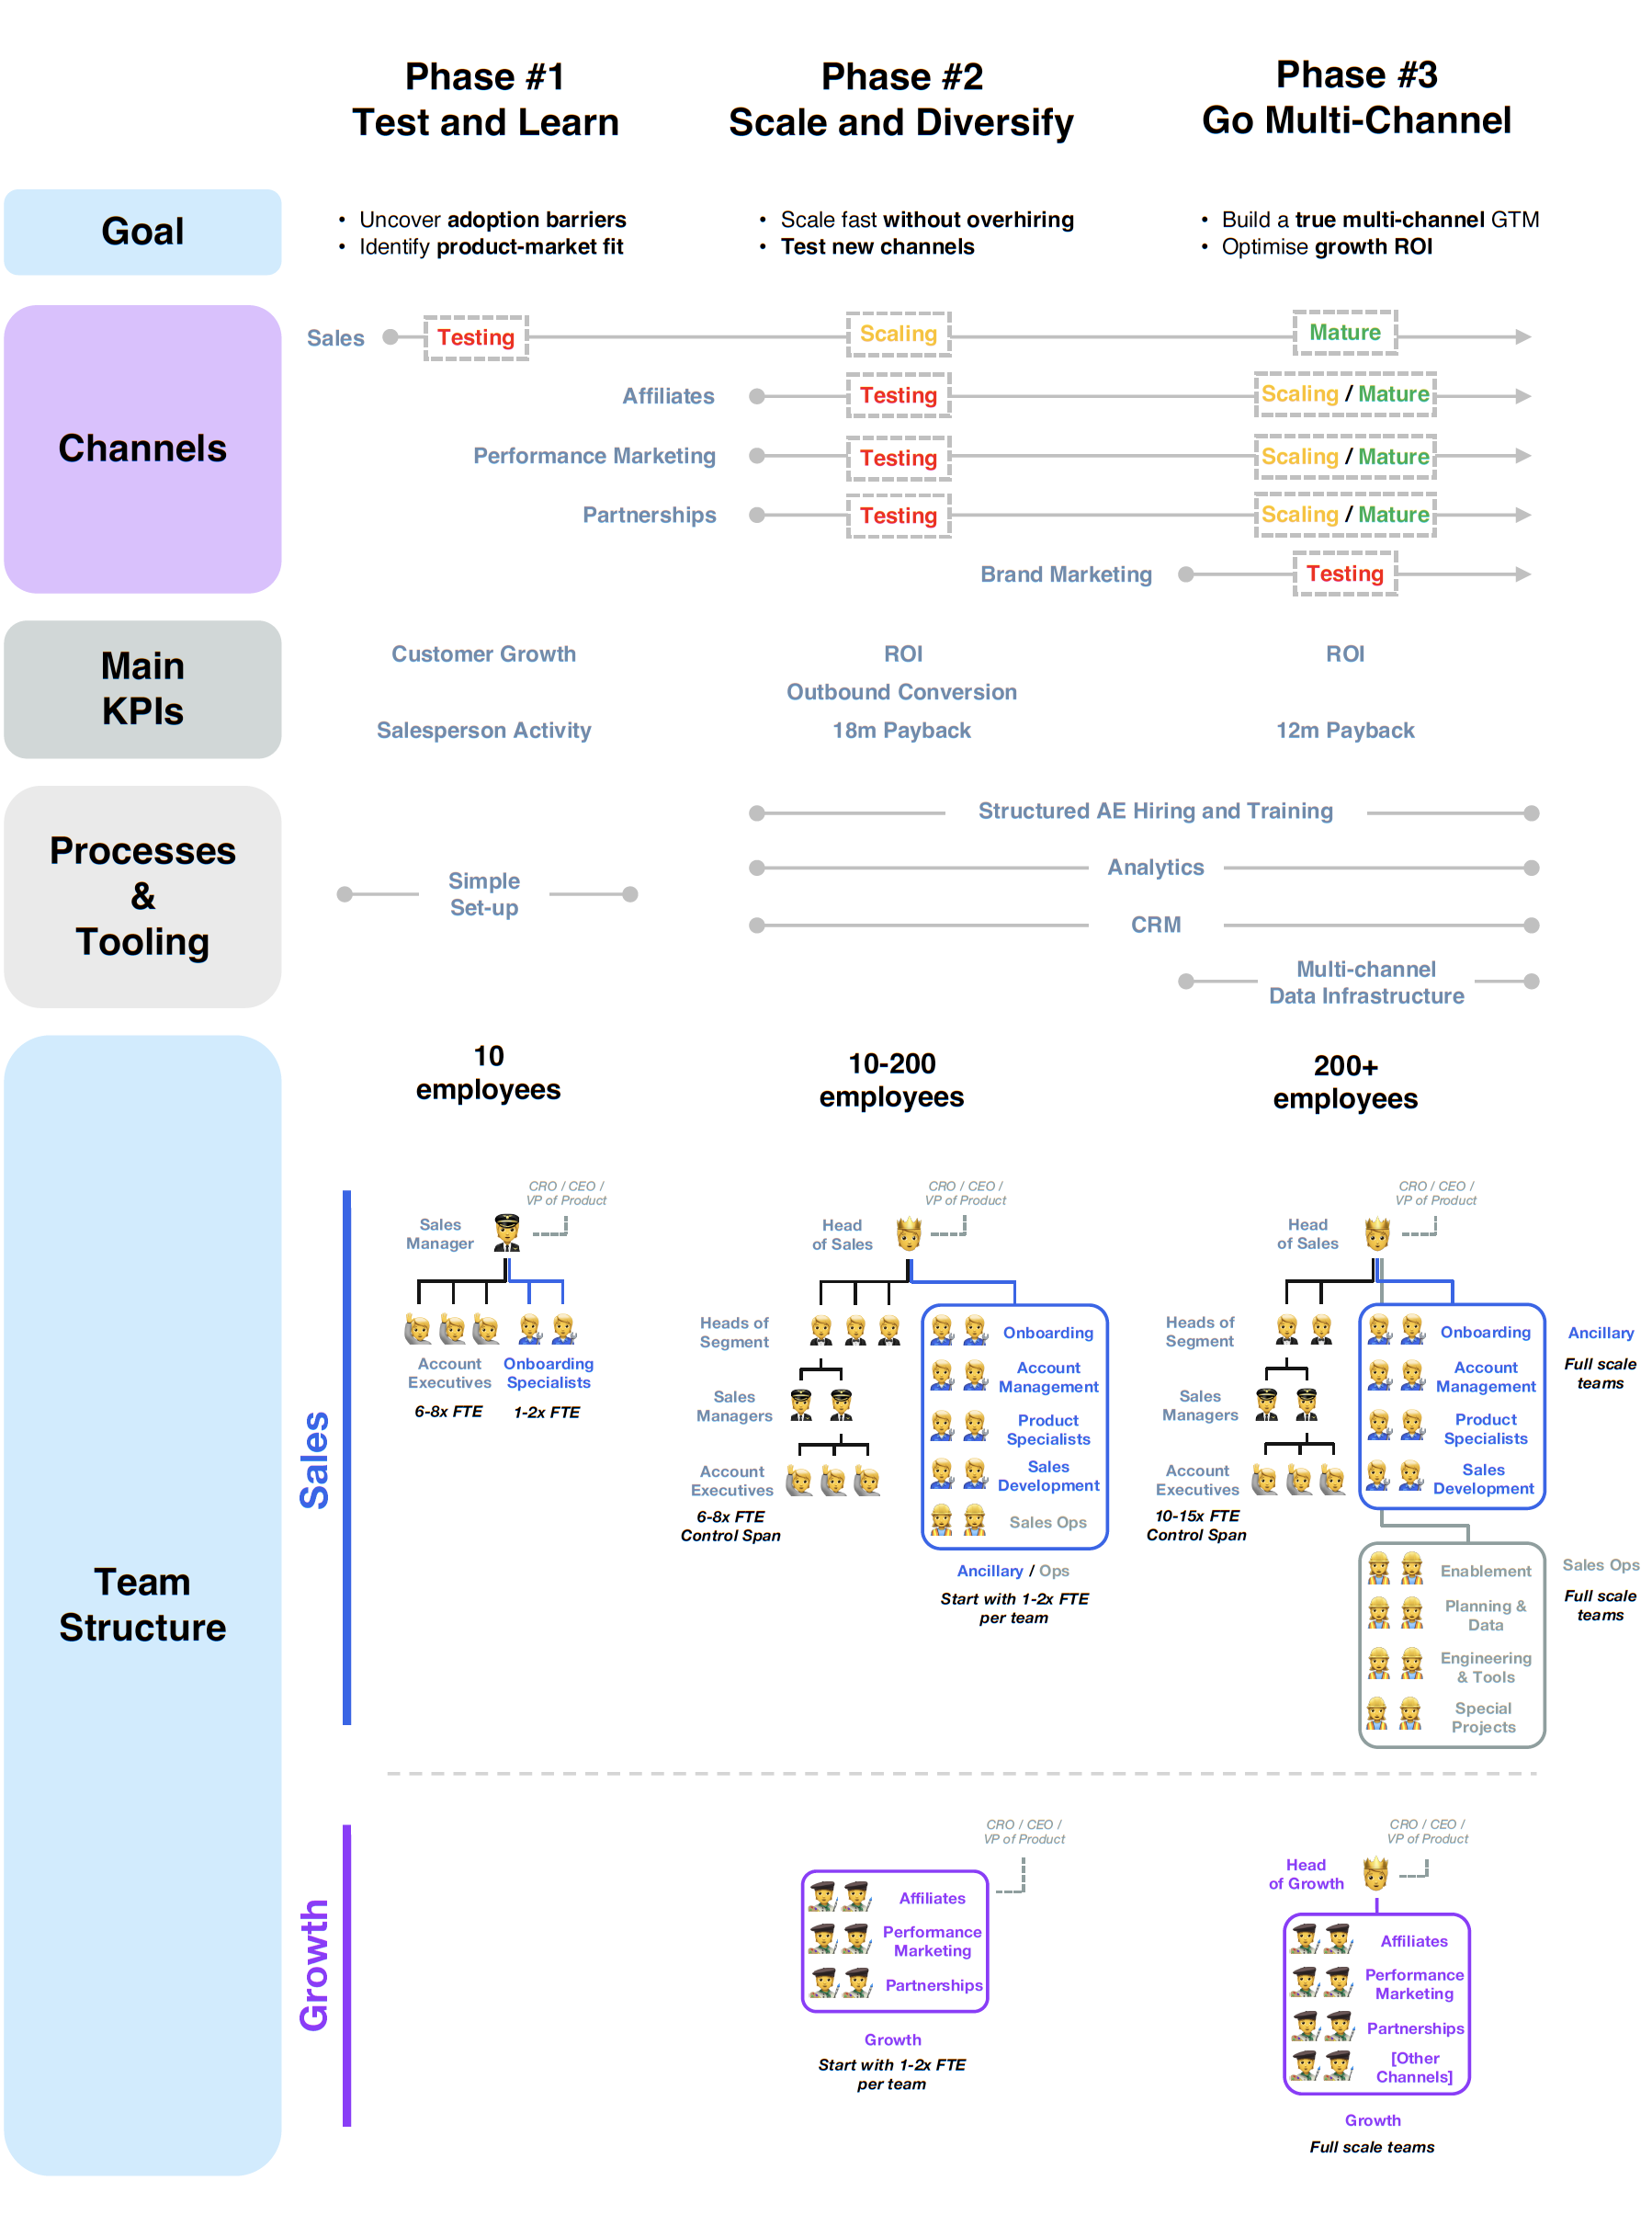 Phase #1
Test and Learn
Phase #2
Scale and Diversify
Phase #3
Go Multi-Channel
Goal
• Uncover adoption barriers
• Identify product-market fit
• Scale fast without overhiring
• Test new channels
• Build a true multi-channel GTM
• Optimise growth ROI
Channels
Sales
Testing
Scaling
Mature
Affiliates
Testing
Scaling / Mature
Performance Marketing
Testing
Scaling / Mature
Partnerships
Testing
Scaling / Mature
Brand Marketing
Testing
Main
KPIs
Customer Growth
Salesperson Activity
ROI
Outbound Conversion
18m Payback
ROI
12m Payback
Processes
&
Tooling
Simple
Set-up
Structured AE Hiring and Training
Analytics
CRM
Multi-channel
Data Infrastructure
Team
Structure
10
employees
10-200
employees
200+
employees
Sales
CRO / CEO /
VP of Product
Sales
Manager
Account
Executives
6-8x FTE
Onboarding
Specialists
1-2x FTE
CRO / CEO /
VP of Product
Head
of Sales
Heads of
Segment
Sales
Managers
Account
Executives
6-8x FTE
Control Span
Onboarding
Account
Management
Product
Specialists
Sales
Development
Sales Ops
Ancillary / Ops
Start with 1-2x FTE
per team
CRO / CEO /
VP of Product
Head
of Sales
Heads of
Segment
Sales
Managers
Account
Executives
10-15x FTE
Control Span
Onboarding
Account
Management
Product
Specialists
Sales
Development
Ancillary
Full scale
teams
Enablement
Planning &
Data
Engineering
& Tools
Special
Projects
Sales Ops
Full scale
teams
Growth
CRO / CEO /
VP of Product
Affiliates
Performance
Marketing
Partnerships
Growth
Start with 1-2x FTE
per team
CRO / CEO /
VP of Product
Head
of Growth
Affiliates
Performance
Marketing
Partnerships
[Other
Channels]
Growth
Full scale teams